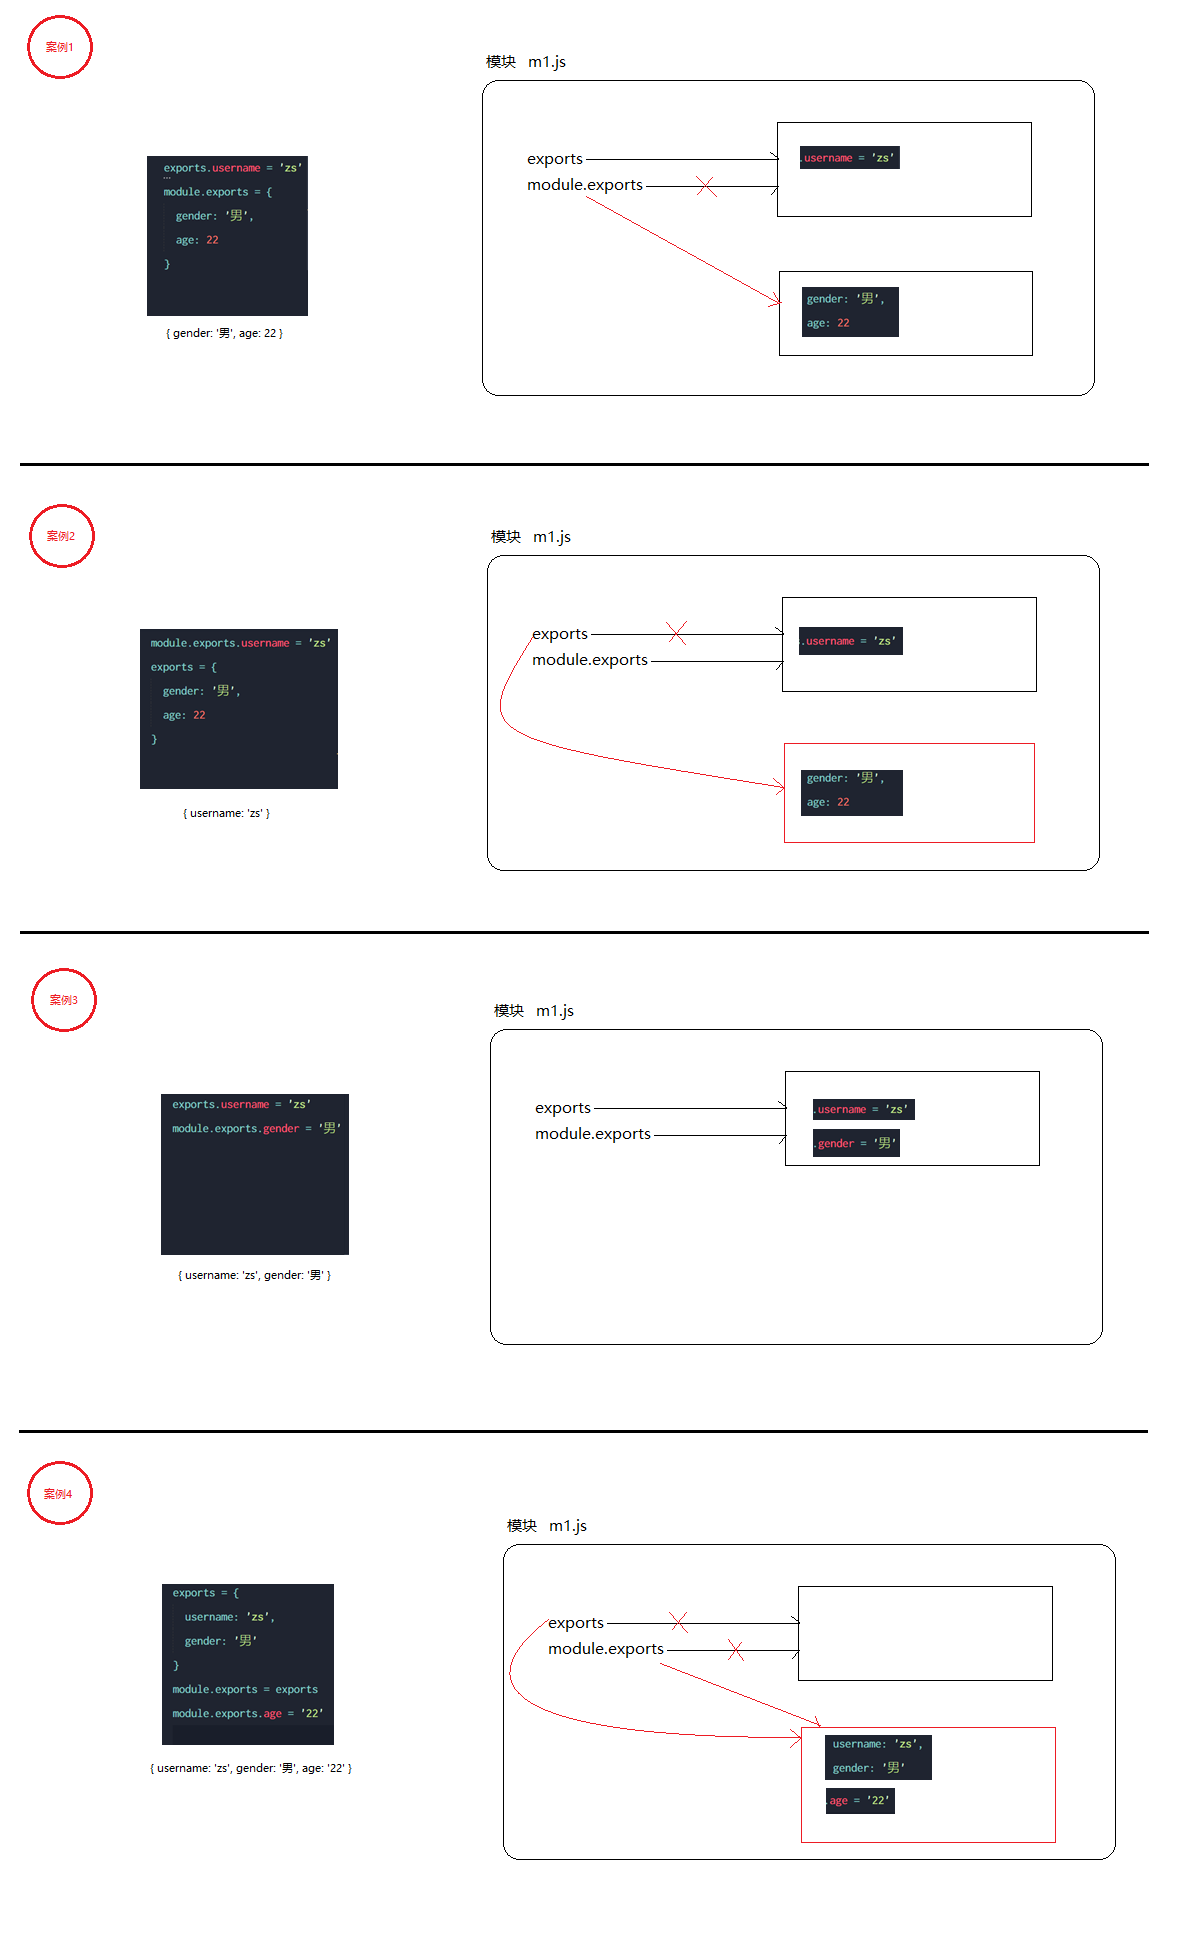 案例1
模块 m1.js
exports.username = 'zs'
module.exports = {
gender: '男',
age: 22
}
{ gender: '男', age: 22 }
exports
module.exports
.username = 'zs'
gender: '男',
age: 22
案例2
模块 m1.js
module.exports.username = 'zs'
exports = {
gender: '男',
age: 22
}
{ username: 'zs' }
exports
module.exports
.username = 'zs'
gender: '男',
age: 22
案例3
模块 m1.js
exports.username = 'zs'
module.exports.gender = '男'
{ username: 'zs', gender: '男' }
exports
module.exports
.username = 'zs'
.gender = '男'
案例4
模块 m1.js
exports = {
username: 'zs',
gender: '男'
}
module.exports = exports
module.exports.age = '22'
{ username: 'zs', gender: '男', age: '22' }
exports
module.exports
username: 'zs',
gender: '男'
.age = '22'